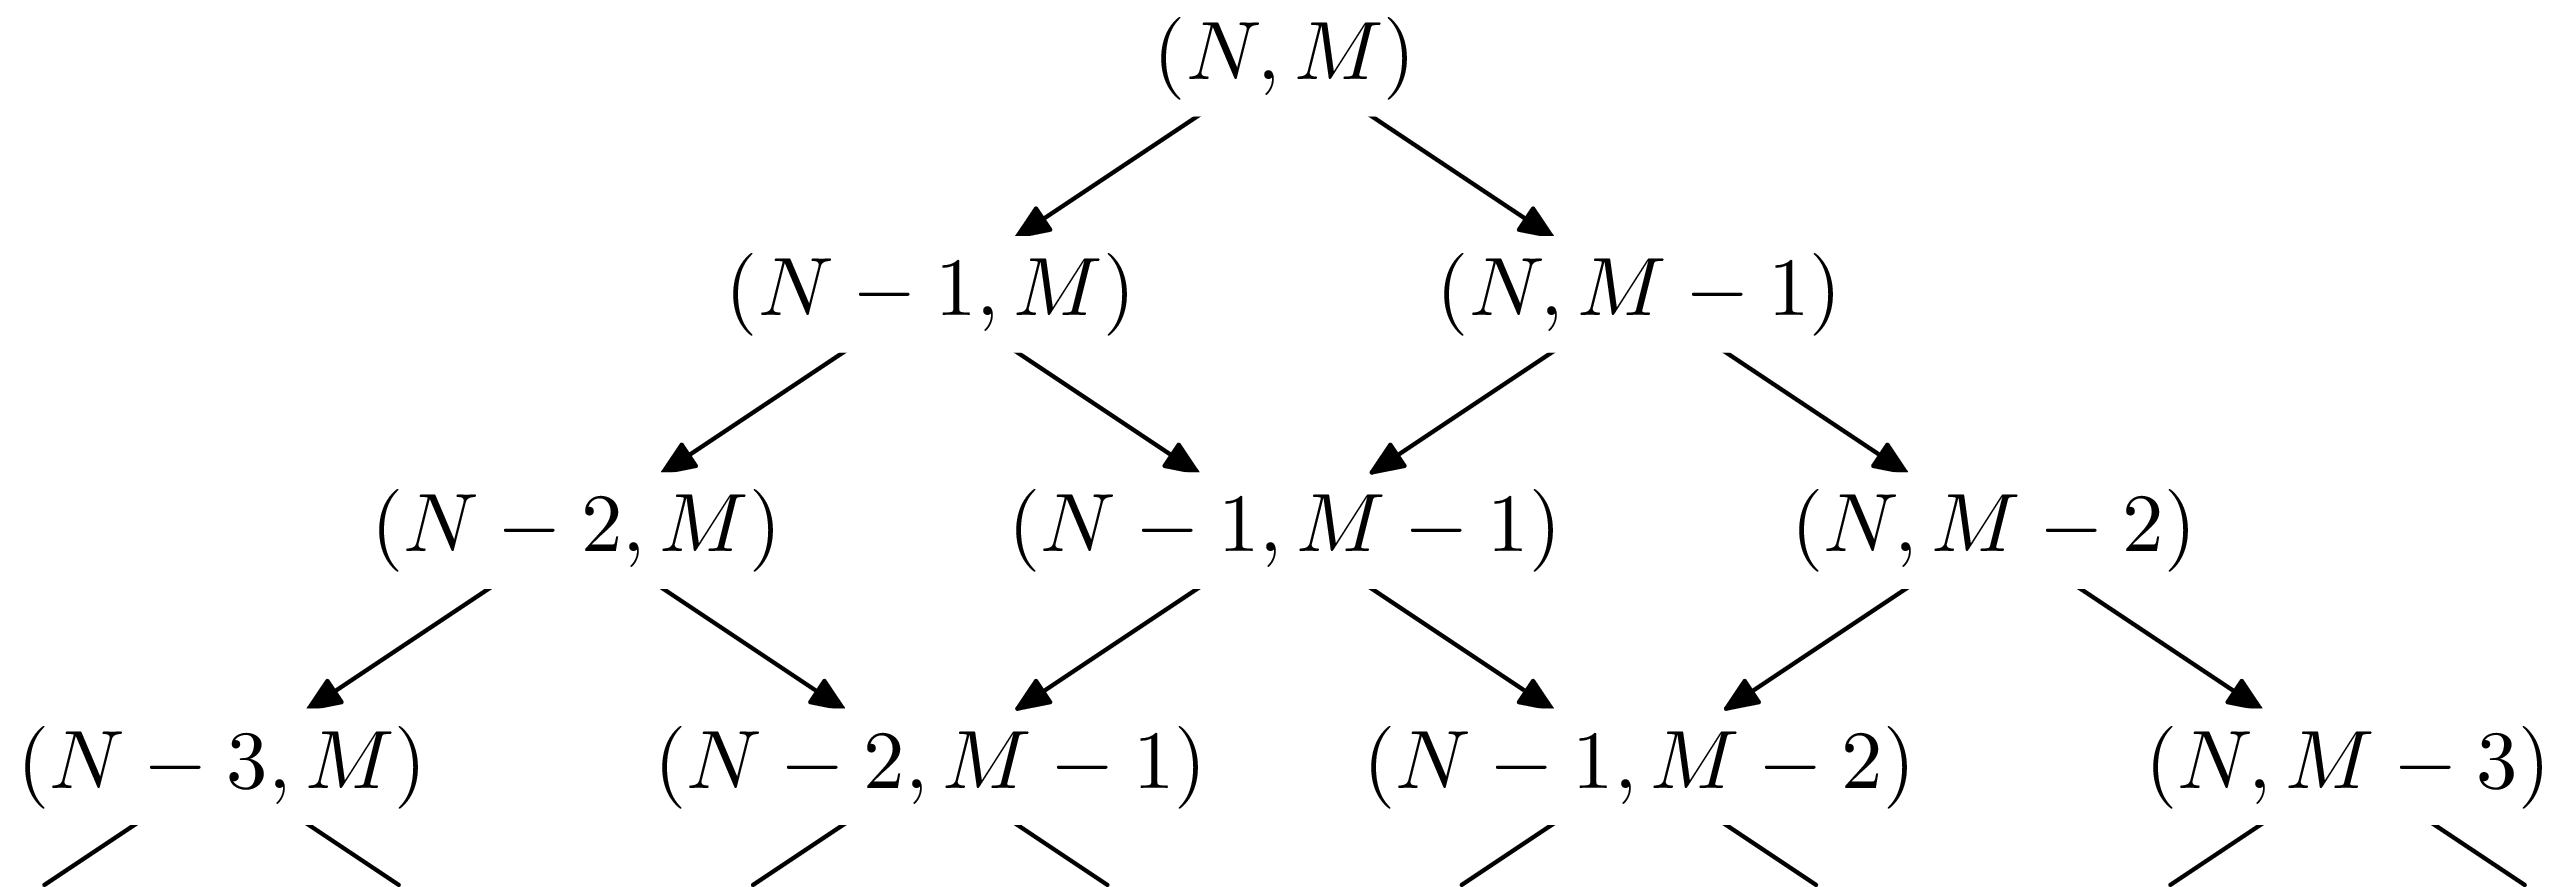 (N, M)
(N − 1, M) (N, M − 1)
(N − 2, M) (N − 1, M − 1) (N, M − 2)
(N − 3, M) (N − 2, M − 1) (N − 1, M − 2) (N, M − 3)